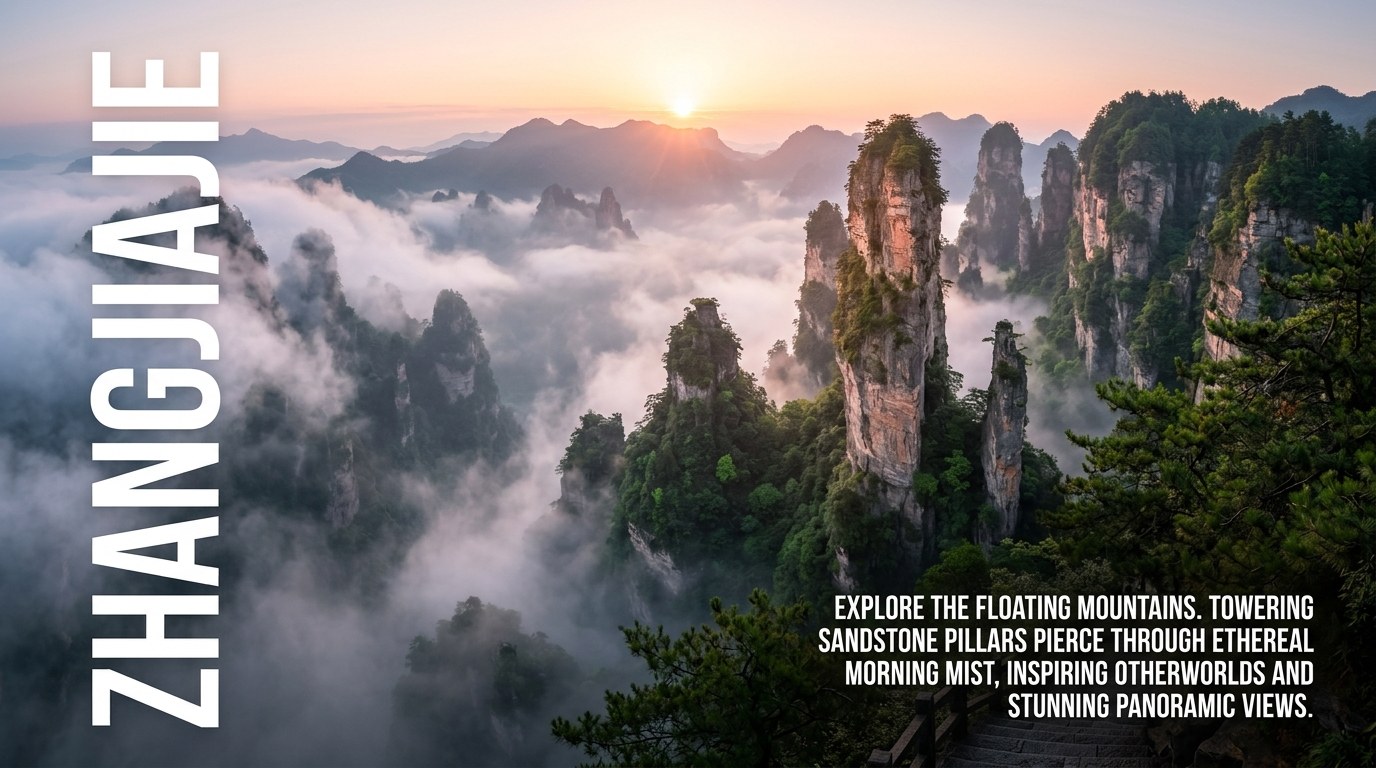 ZHANGJIAJIE
EXPLORE THE FLOATING MOUNTAINS. TOWERING
SANDSTONE PILLARS PIERCE THROUGH ETHEREAL
MORNING MIST, INSPIRING OTHERWORLDS AND
STUNNING PANORAMIC VIEWS.